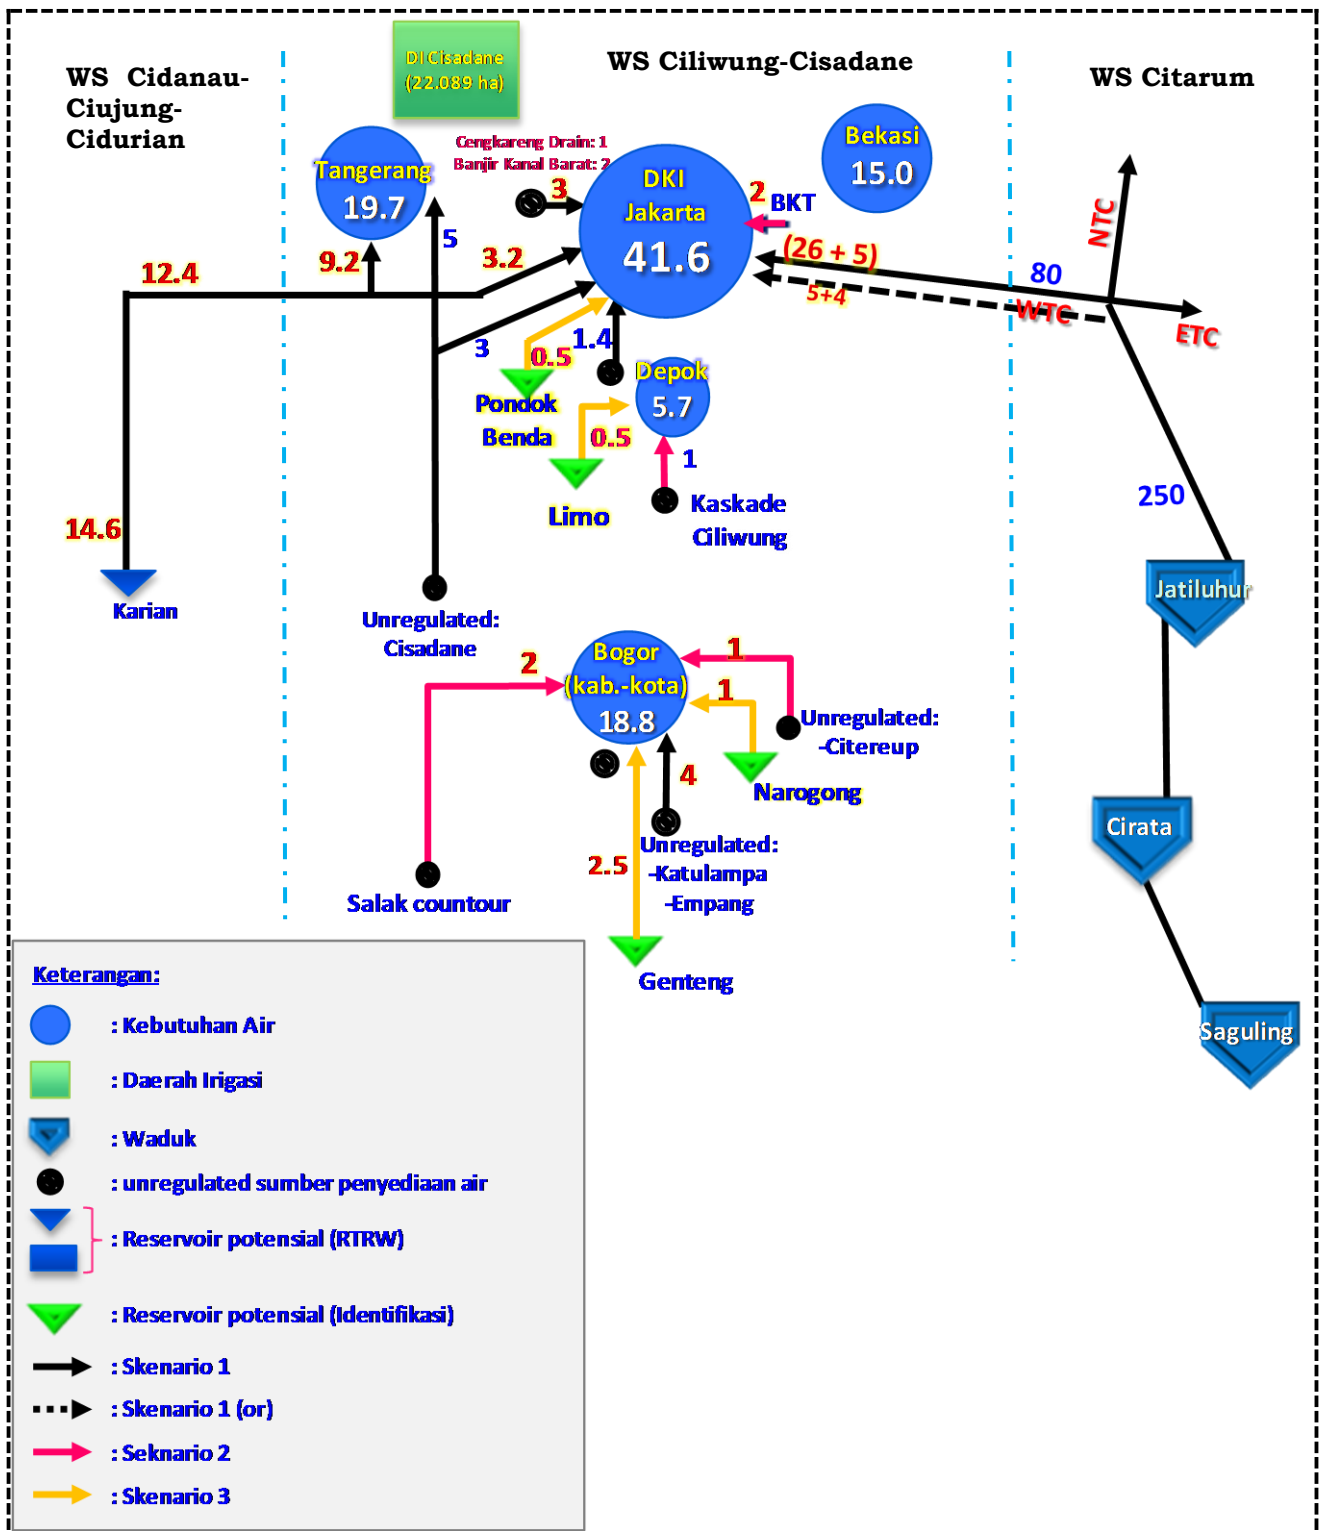 WS Cidanau-
Ciujung-
Cidurian
DI Cisadane
(22.089 ha)
WS Ciliwung-Cisadane
WS Citarum
Tangerang
19.7
Cengkareng Drain: 1
Banjir Kanal Barat: 2
3
DKI
Jakarta
41.6
2
BKT
Bekasi
15.0
NTC
(26 + 5)
80
5+4
WTC
ETC
5
9.2
3.2
12.4
3
0.5
1.4
Pondok
Benda
Depok
5.7
0.5
1
Limo
Kaskade
Ciliwung
250
14.6
Karian
Jatiluhur
Unregulated:
Cisadane
2
Bogor
(kab.-kota)
18.8
1
1
Unregulated:
-Citereup
4
Narogong
Cirata
2.5
Unregulated:
-Katulampa
-Empang
Salak countour
Genteng
Saguling
Keterangan:
: Kebutuhan Air
: Daerah Irigasi
: Waduk
: unregulated sumber penyediaan air
: Reservoir potensial (RTRW)
: Reservoir potensial (Identifikasi)
: Skenario 1
: Skenario 1 (or)
: Seknario 2
: Skenario 3